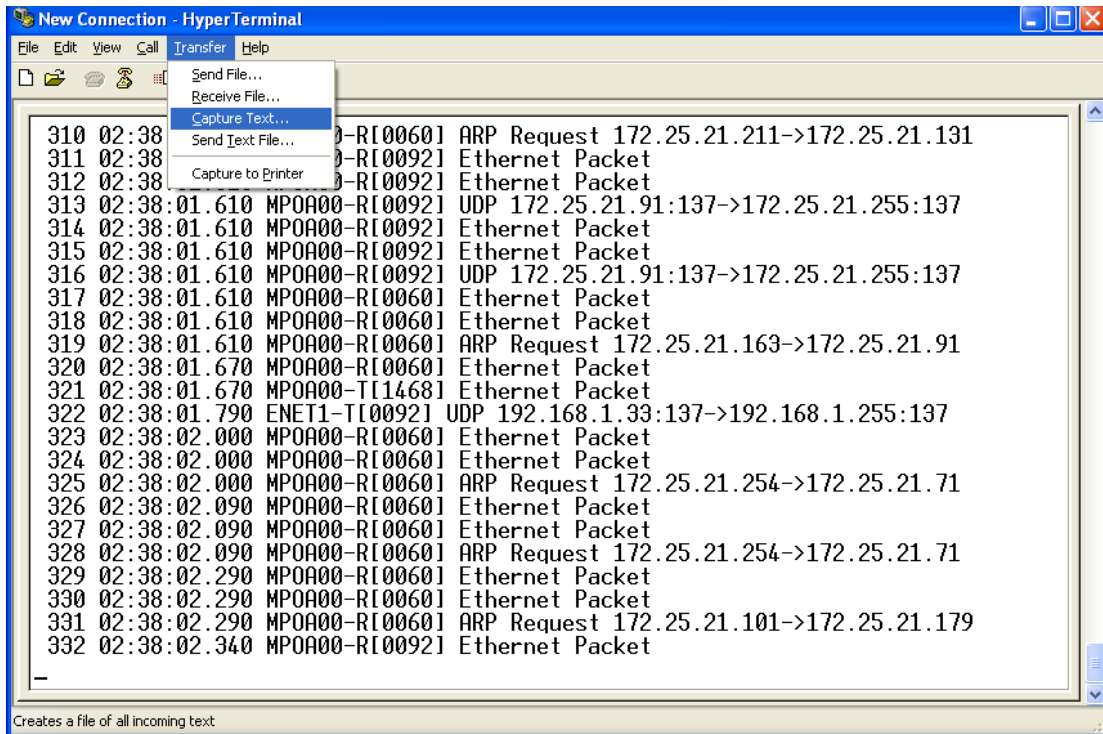 New Connection - HyperTerminal
File Edit View Call Transfer Help
Send File...
Receive File...
Capture Text...
Send Text File...
Capture to Printer
310 02:38 -R[0060] ARP Request 172.25.21.211->172.25.21.131
311 02:38 -R[0092] Ethernet Packet
312 02:38 -R[0092] Ethernet Packet
313 02:38:01.610 MPOA00-R[0092] UDP 172.25.21.91:137->172.25.21.255:137
314 02:38:01.610 MPOA00-R[0092] Ethernet Packet
315 02:38:01.610 MPOA00-R[0092] Ethernet Packet
316 02:38:01.610 MPOA00-R[0092] UDP 172.25.21.91:137->172.25.21.255:137
317 02:38:01.610 MPOA00-R[0060] Ethernet Packet
318 02:38:01.610 MPOA00-R[0060] Ethernet Packet
319 02:38:01.610 MPOA00-R[0060] ARP Request 172.25.21.163->172.25.21.91
320 02:38:01.670 MPOA00-R[0060] Ethernet Packet
321 02:38:01.670 MPOA00-T[1468] Ethernet Packet
322 02:38:01.790 ENET1-T[0092] UDP 192.168.1.33:137->192.168.1.255:137
323 02:38:02.000 MPOA00-R[0060] Ethernet Packet
324 02:38:02.000 MPOA00-R[0060] Ethernet Packet
325 02:38:02.000 MPOA00-R[0060] ARP Request 172.25.21.254->172.25.21.71
326 02:38:02.090 MPOA00-R[0060] Ethernet Packet
327 02:38:02.090 MPOA00-R[0060] Ethernet Packet
328 02:38:02.090 MPOA00-R[0060] ARP Request 172.25.21.254->172.25.21.71
329 02:38:02.290 MPOA00-R[0060] Ethernet Packet
330 02:38:02.290 MPOA00-R[0060] Ethernet Packet
331 02:38:02.290 MPOA00-R[0060] ARP Request 172.25.21.101->172.25.21.179
332 02:38:02.340 MPOA00-R[0092] Ethernet Packet
Creates a file of all incoming text